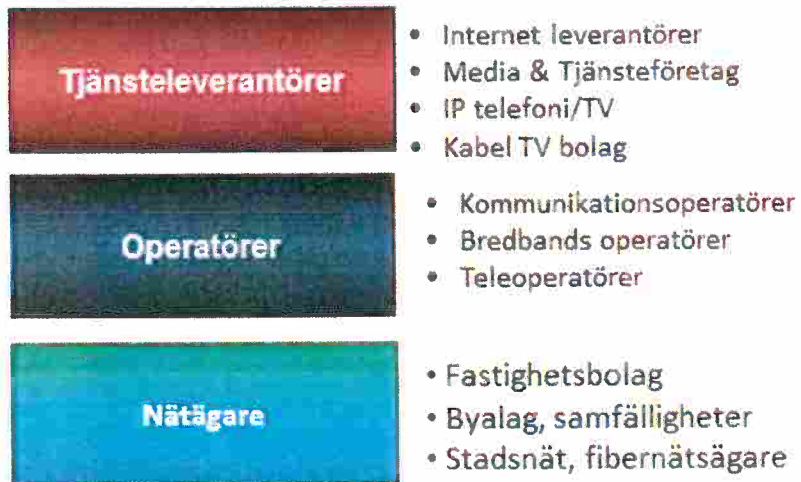 Tjänsteleverantörer
• Internet leverantörer
• Media & Tjänsteföretag
• IP telefoni/TV
• Kabel TV bolag
Operatörer
• Kommunikationsoperatörer
• Bredbands operatörer
• Teleoperatörer
Nätägare
• Fastighetsbolag
• Byalag, samfälligheter
• Stadsnät, fibernätsägare